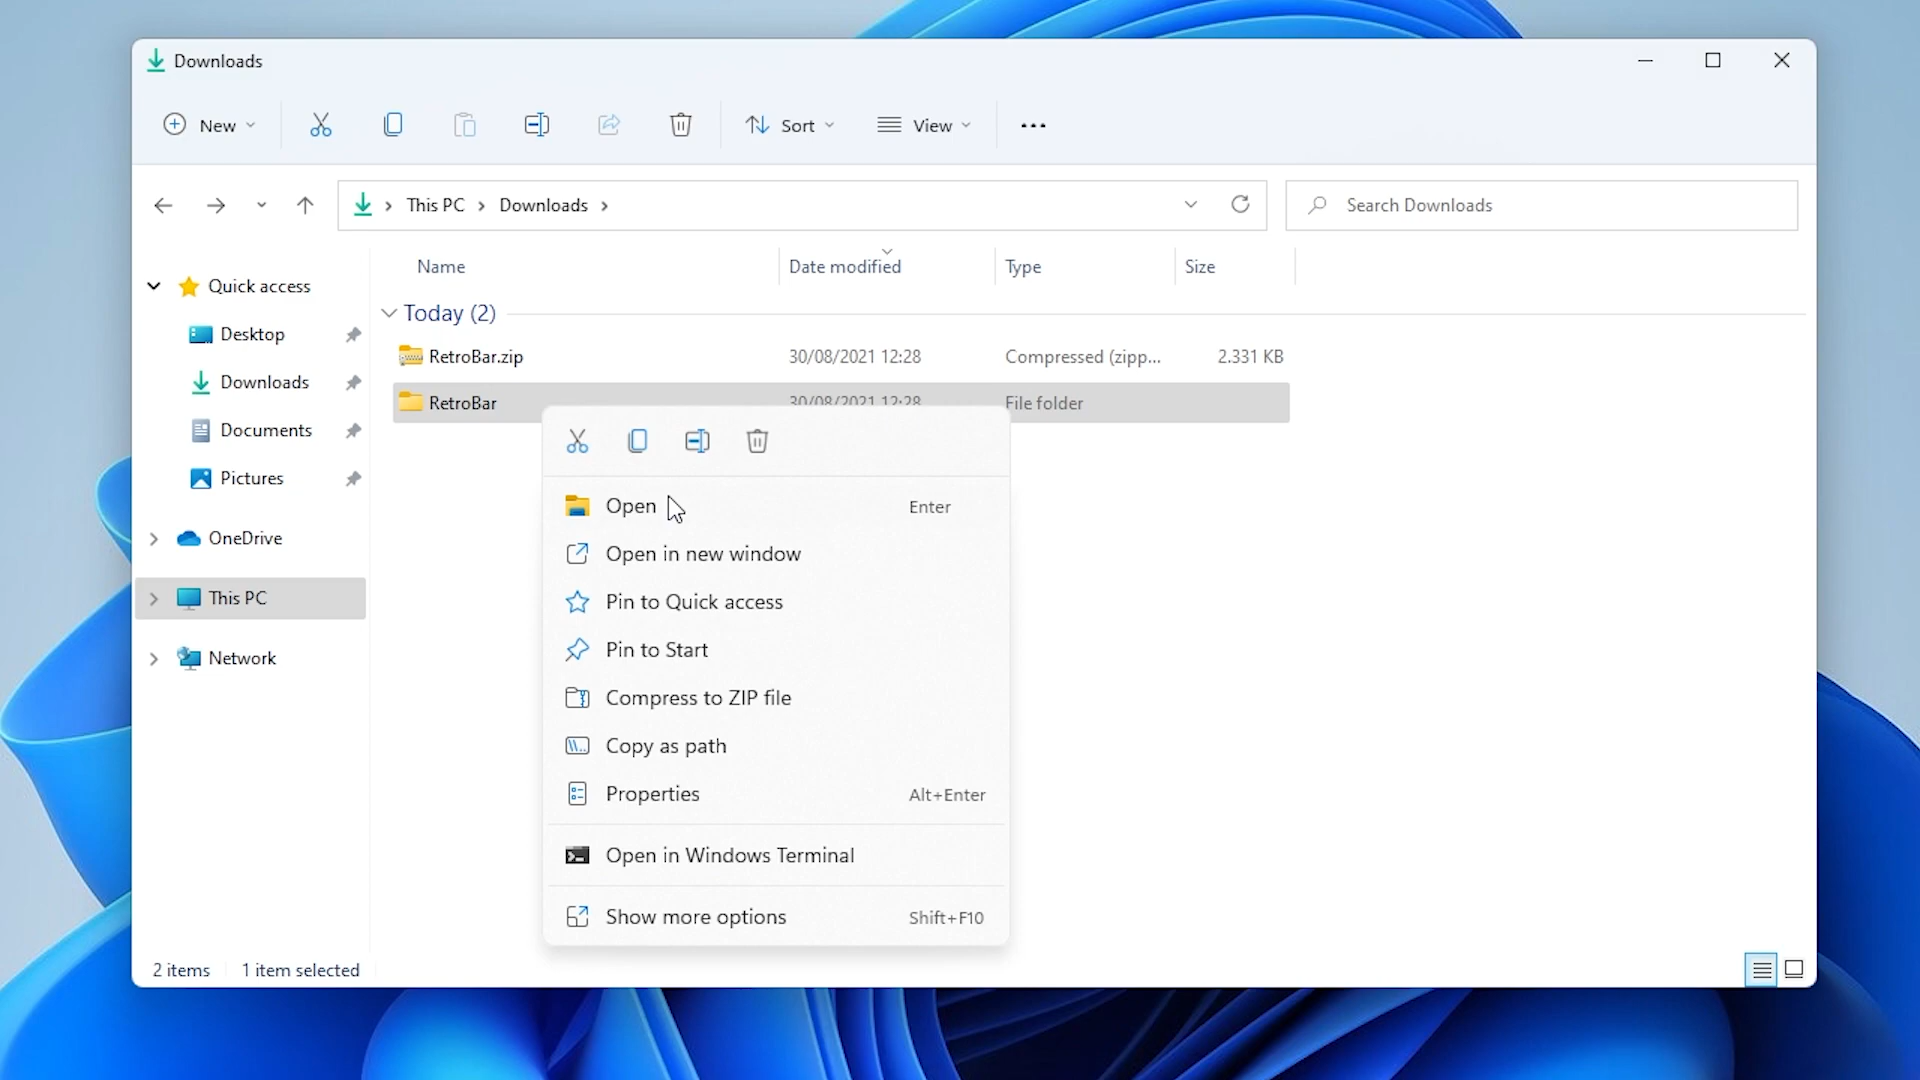 Downloads
New
Sort
View
This PC
Downloads
Search Downloads
Name
Date modified
Type
Size
Quick access
Desktop
Downloads
Documents
Pictures
OneDrive
This PC
Network
Today (2)
RetroBar.zip 30/08/2021 12:28 Compressed (zipp... 2.331 KB
RetroBar 30/08/2021 12:28 File folder
Open Enter
Open in new window
Pin to Quick access
Pin to Start
Compress to ZIP file
Copy as path
Properties Alt+Enter
Open in Windows Terminal
Show more options Shift+F10
2 items 1 item selected